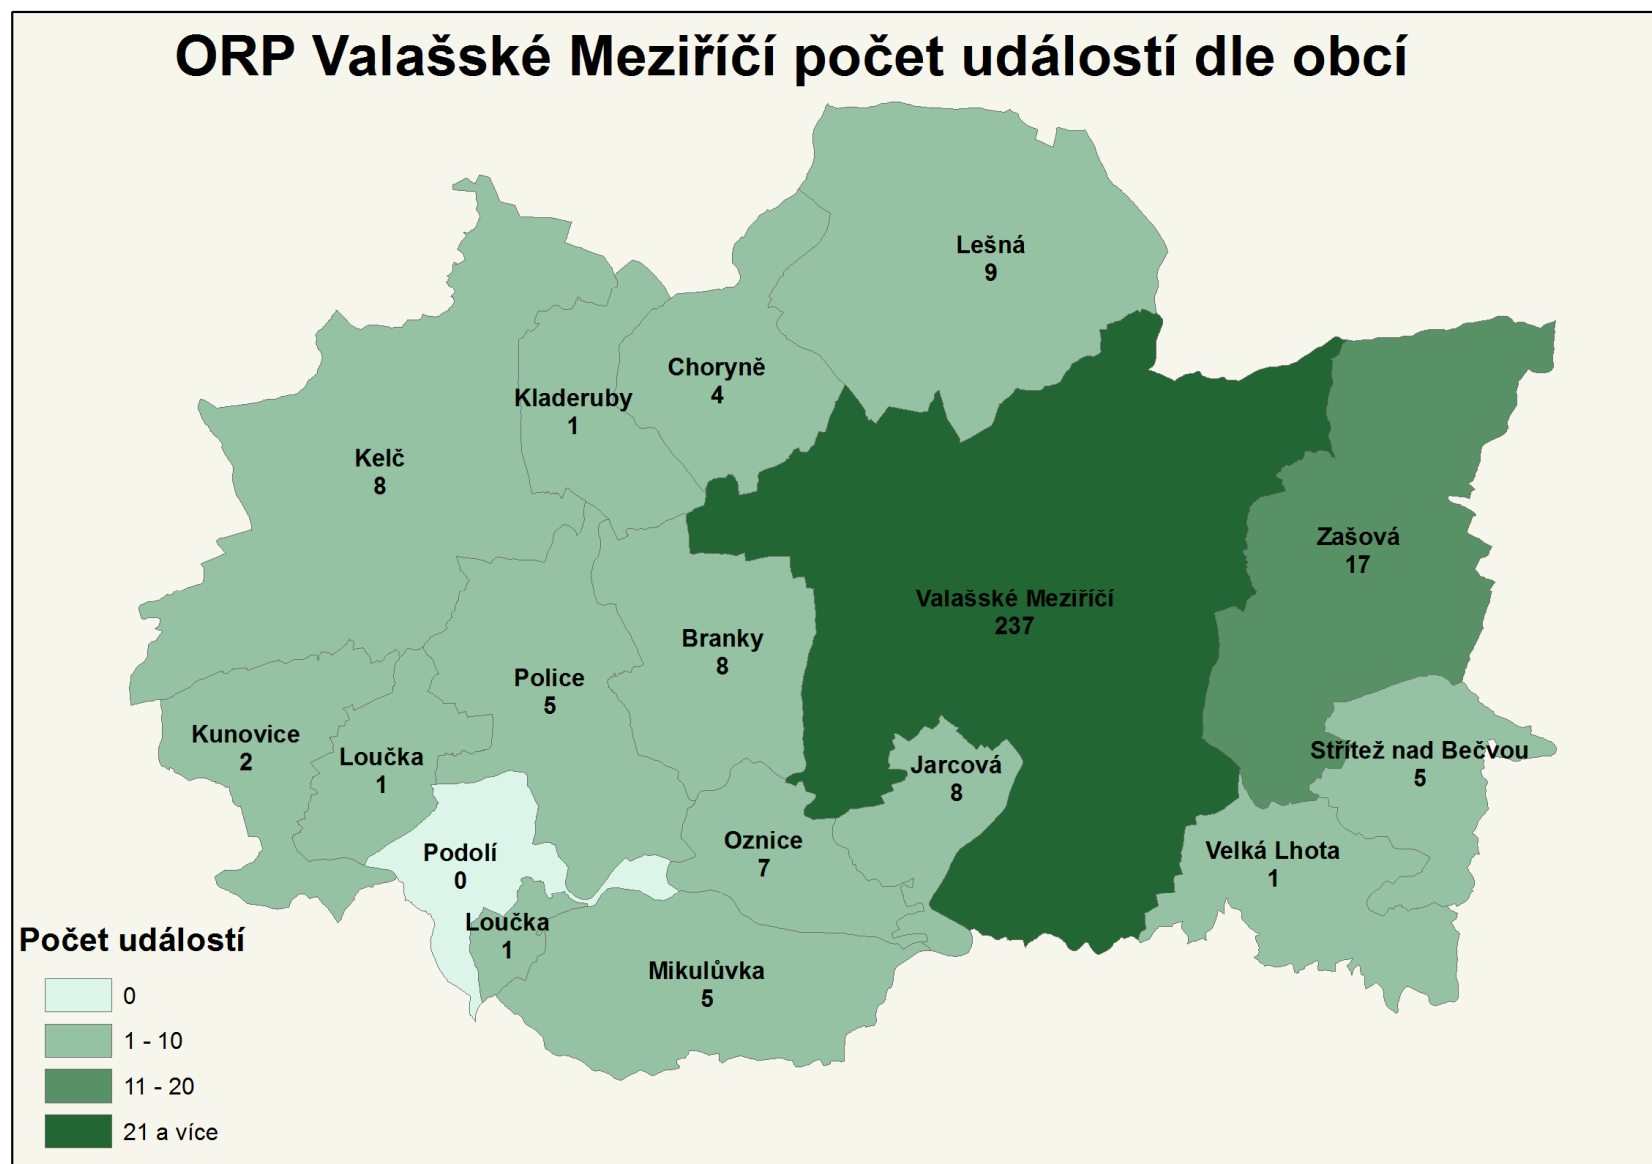 ORP Valašské Meziříčí počet událostí dle obcí
Lešná
9
Choryně
4
Kladeruby
1
Kelč
8
Zašová
17
Valašské Meziříčí
237
Branky
8
Police
5
Kunovice
2
Loučka
1
Střítež nad Bečvou
5
Jarcová
8
Oznice
7
Velká Lhota
1
Podolí
0
Loučka
1
Mikulůvka
5
Počet událostí
0
1 - 10
11 - 20
21 a více